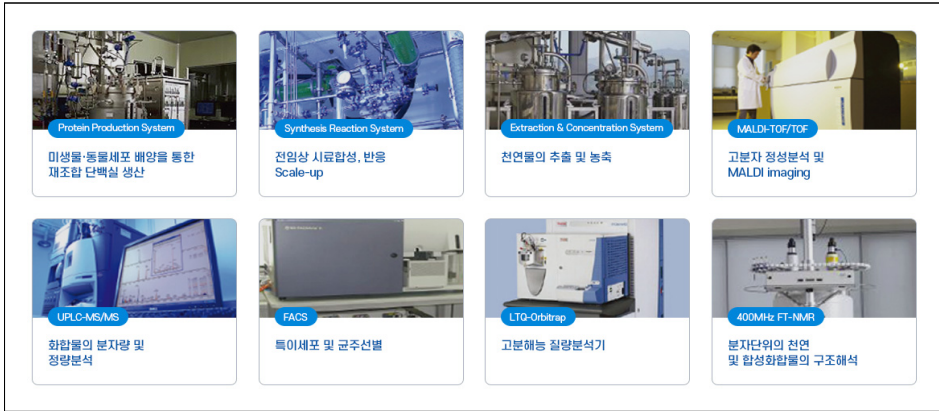 Protein Production System
미생물·동물세포 배양을 통한
재조합 단백실 생산
Synthesis Reaction System
전임상 시료합성, 반응
Scale-up
Extraction & Concentration System
천연물의 추출 및 농축
MALDI-TOF/TOF
고분자 정성분석 및
MALDI imaging
UPLC-MS/MS
화합물의 분자량 및
정량분석
FACS
특이세포 및 균주선별
LTQ-Orbitrap
고분해능 질량분석기
400MHz FT-NMR
분자단위의 천연
및 합성화합물의 구조해석